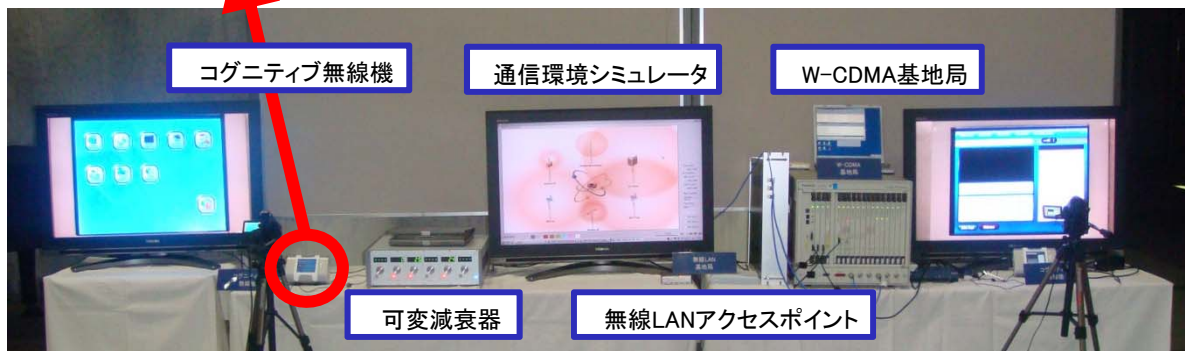 コグニティブ無線機
通信環境シミュレータ
W-CDMA基地局
W-CDMA
基地局
無線LAN
基地局
可変減衰器
無線LANアクセスポイント